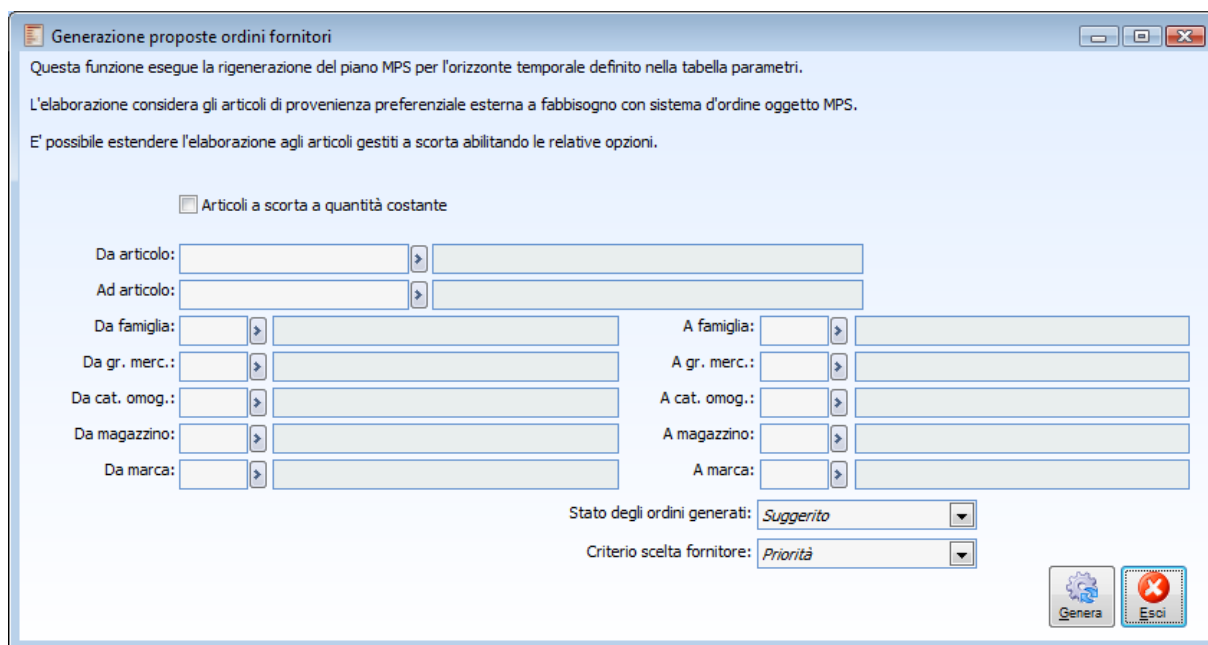 Generazione proposte ordini fornitori
Questa funzione esegue la rigenerazione del piano MPS per l'orizzonte temporale definito nella tabella parametri.
L'elaborazione considera gli articoli di provenienza preferenziale esterna a fabbisogno con sistema d'ordine oggetto MPS.
E' possibile estendere l'elaborazione agli articoli gestiti a scorta abilitando le relative opzioni.
Articoli a scorta a quantità costante
Da articolo:
Ad articolo:
Da famiglia: A famiglia:
Da gr. merc.: A gr. merc.:
Da cat. omog.: A cat. omog.:
Da magazzino: A magazzino:
Da marca: A marca:
Stato degli ordini generati: Suggerito
Criterio scelta fornitore: Priorità
Genera Esci